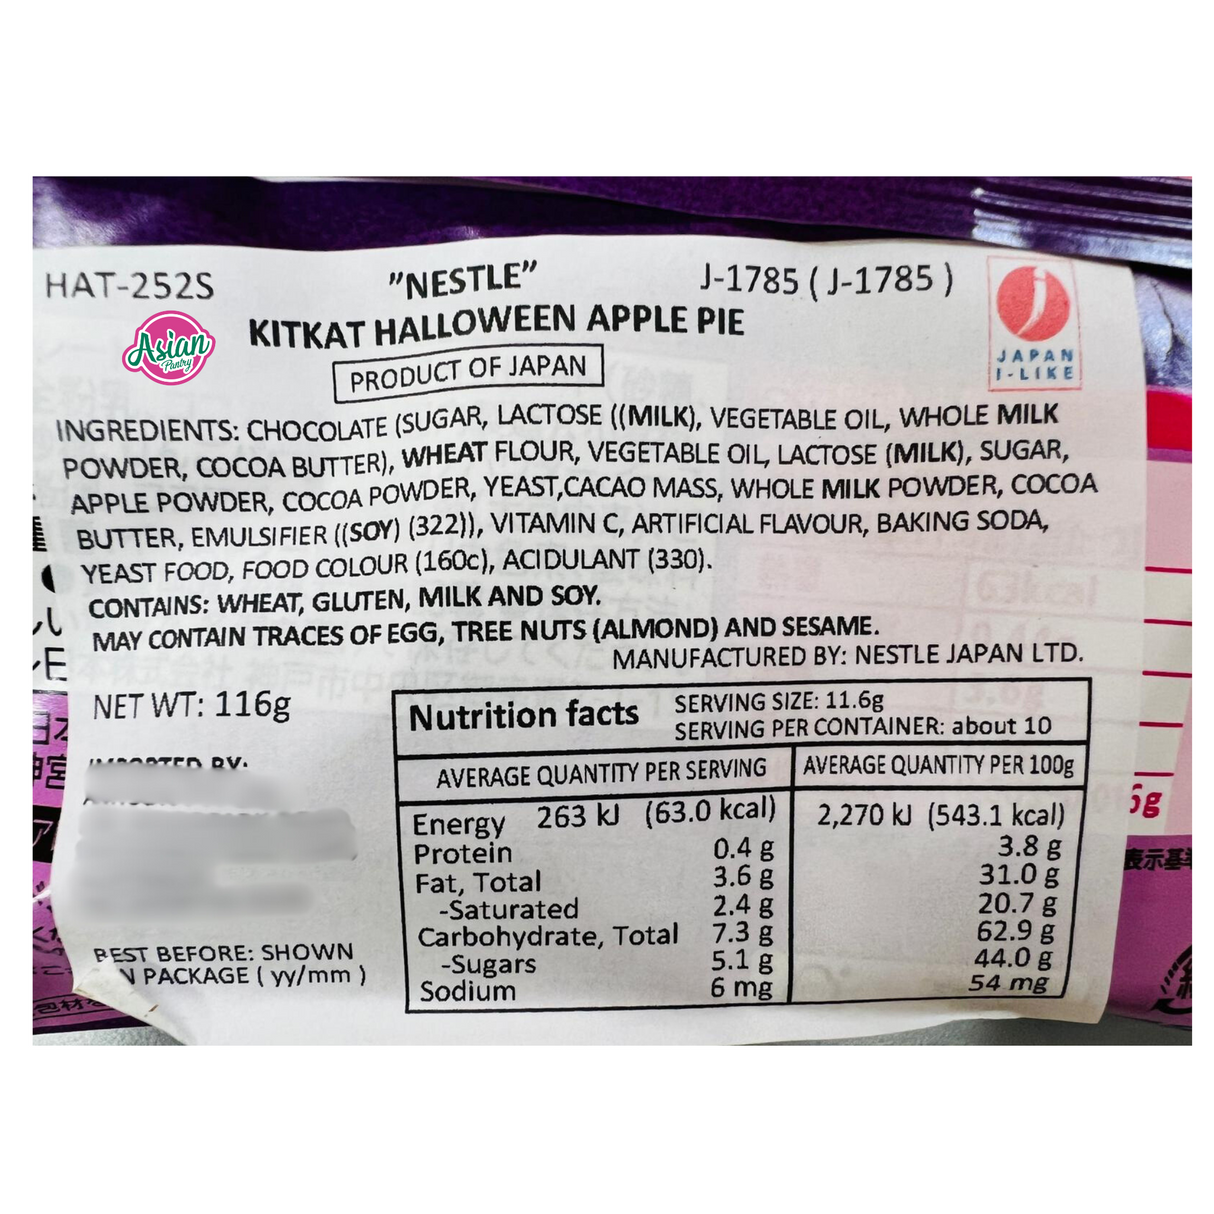 HAT-252S
"NESTLE"
J-1785 ( J-1785 )
KITKAT HALLOWEEN APPLE PIE
Asian
Pantry
JAPAN
I-LIKE
PRODUCT OF JAPAN
INGREDIENTS: CHOCOLATE (SUGAR, LACTOSE ((MILK), VEGETABLE OIL, WHOLE MILK
POWDER, COCOA BUTTER), WHEAT FLOUR, VEGETABLE OIL, LACTOSE (MILK), SUGAR,
APPLE POWDER, COCOA POWDER, YEAST,CACAO MASS, WHOLE MILK POWDER, COCOA
BUTTER, EMULSIFIER ((SOY) (322)), VITAMIN C, ARTIFICIAL FLAVOUR, BAKING SODA,
YEAST FOOD, FOOD COLOUR (160c), ACIDULANT (330).
CONTAINS: WHEAT, GLUTEN, MILK AND SOY.
MAY CONTAIN TRACES OF EGG, TREE NUTS (ALMOND) AND SESAME.
MANUFACTURED BY: NESTLE JAPAN LTD.
NET WT: 116g
IMPORTED BY:
BEST BEFORE: SHOWN
ON PACKAGE ( yy/mm )
Nutrition facts
SERVING SIZE: 11.6g
SERVING PER CONTAINER: about 10
AVERAGE QUANTITY PER SERVING AVERAGE QUANTITY PER 100g
Energy 263 kJ (63.0 kcal) 2,270 kJ (543.1 kcal)
Protein 0.4 g 3.8 g
Fat, Total 3.6 g 31.0 g
-Saturated 2.4 g 20.7 g
Carbohydrate, Total 7.3 g 62.9 g
-Sugars 5.1 g 44.0 g
Sodium 6 mg 54 mg
6g
表示基準